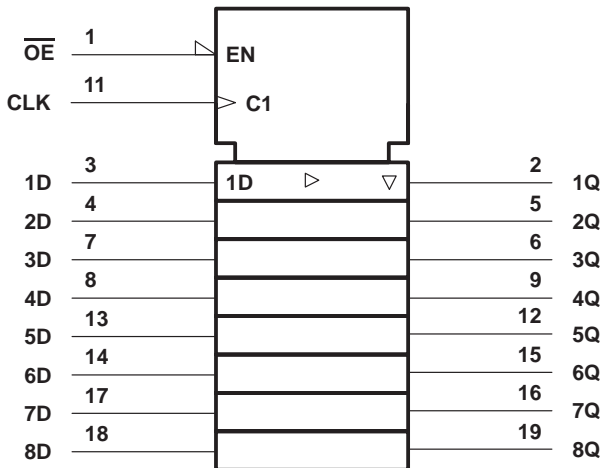 O̅E̅ 1 EN
CLK 11 C1
1D 3 1D 2 1Q
2D 4 5 2Q
3D 7 6 3Q
4D 8 9 4Q
5D 13 12 5Q
6D 14 15 6Q
7D 17 16 7Q
8D 18 19 8Q